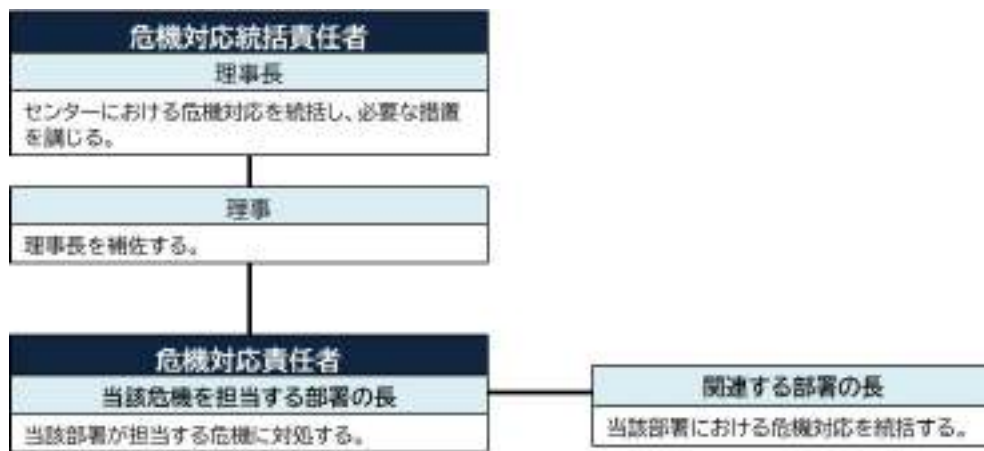 危機対応統括責任者
理事長
センターにおける危機対応を統括し、必要な措置
を講じる。
理事
理事長を補佐する。
危機対応責任者
当該危機を担当する部署の長
当該部署が担当する危機に対処する。
関連する部署の長
当該部署における危機対応を統括する。